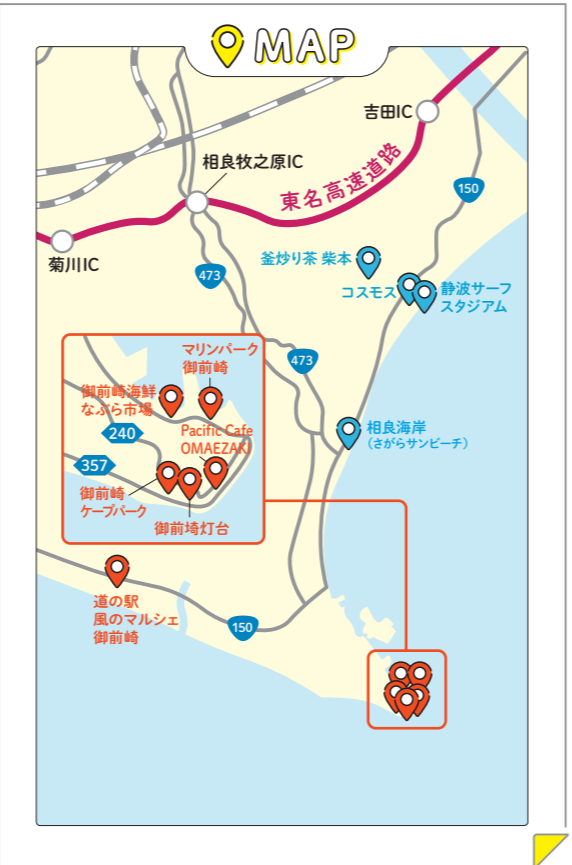 MAP
吉田IC
相良牧之原IC
東名高速道路
150
菊川IC
473
釜炒り茶 柴本
コスモス
静波サーフ
スタジアム
マリンパーク
御前崎
473
御前崎海鮮
なぶら市場
相良海岸
（さがらサンビーチ）
240
Pacific Cafe
OMAEZAKI
357
御前崎
ケープパーク
御前埼灯台
道の駅
風のマルシェ
御前崎
150